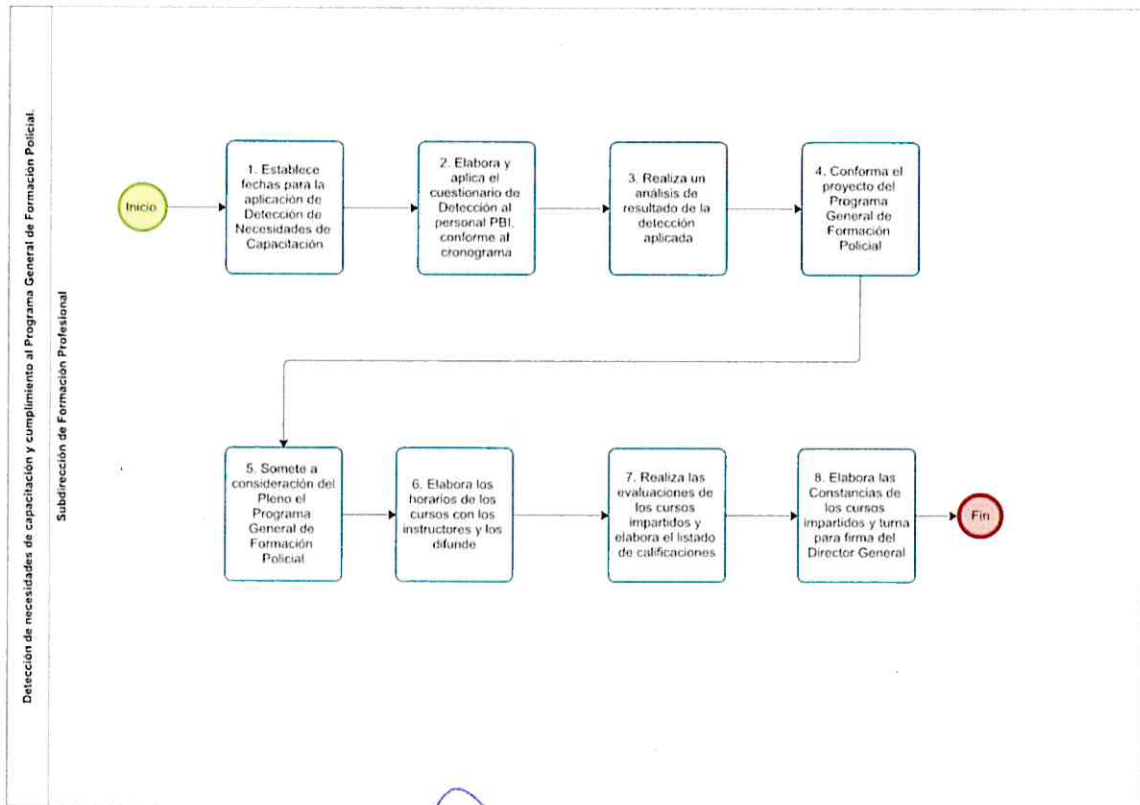 Detección de necesidades de capacitación y cumplimiento al Programa General de Formación Policial.
Subdirección de Formación Profesional
Inicio
1. Establece
fechas para la
aplicación de
Detección de
Necesidades de
Capacitación
2. Elabora y
aplica el
cuestionario de
Detección al
personal PBI,
conforme al
cronograma
3. Realiza un
análisis de
resultado de la
detección
aplicada
4. Conforma el
proyecto del
Programa
General de
Formación
Policial
5. Somete a
consideración del
Pleno el
Programa
General de
Formación
Policial
6. Elabora los
horarios de los
cursos con los
instructores y los
difunde
7. Realiza las
evaluaciones de
los cursos
impartidos y
elabora el listado
de calificaciones
8. Elabora las
Constancias de
los cursos
impartidos y turna
para firma del
Director General
Fin